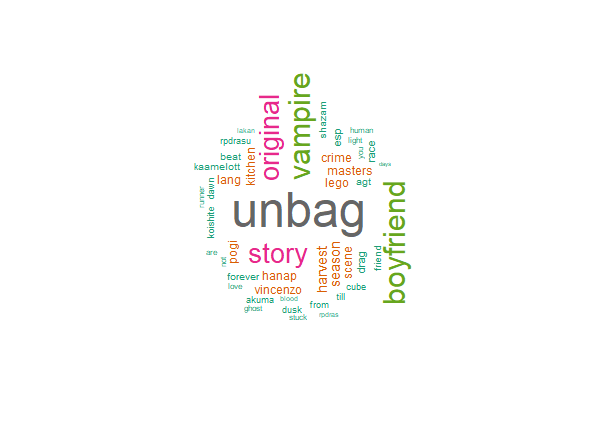 vampire
original
shazam
lakan
human
esp
light
rpdrasu
you
race
beat
kitchen
crime
kaamelott
masters
lang
lego
agt
days
runner
dawn
koishite
unbag
boyfriend
are
not
pogi
story
harvest
season
scene
drag
friend
forever
hanap
love
vincenzo
cube
akuma
blood
till
ghost
dusk
from
stuck
rodras